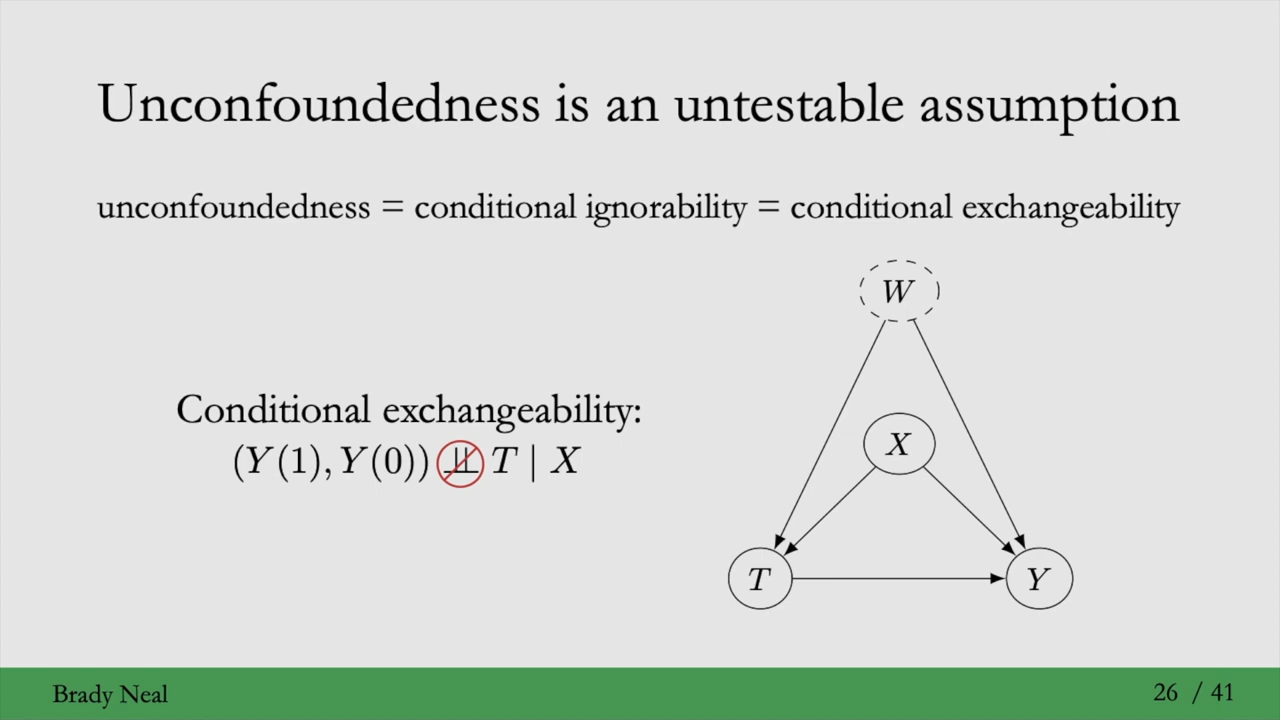 Unconfoundedness is an untestable assumption
unconfoundedness = conditional ignorability = conditional exchangeability
W
Conditional exchangeability:
(Y(1), Y(0)) ⫫̸ T | X
X
T
Y
Brady Neal
26 / 41